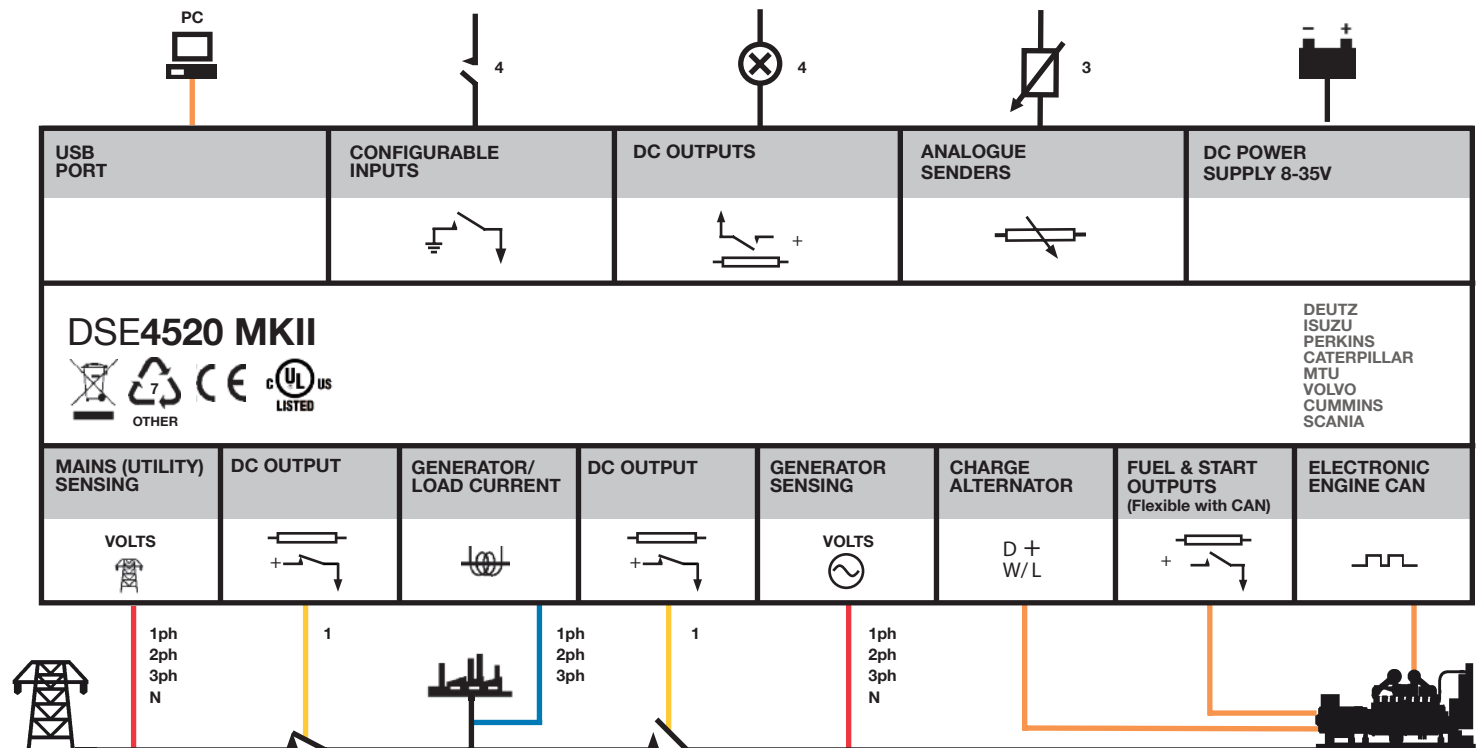 PC
4
4
3
- +
USB
PORT
CONFIGURABLE
INPUTS
DC OUTPUTS
ANALOGUE
SENDERS
DC POWER
SUPPLY 8-35V
+
DSE4520 MKII
7
OTHER
CE
c UL us
LISTED
DEUTZ
ISUZU
PERKINS
CATERPILLAR
MTU
VOLVO
CUMMINS
SCANIA
MAINS (UTILITY)
SENSING
DC OUTPUT
GENERATOR/
LOAD CURRENT
DC OUTPUT
GENERATOR
SENSING
CHARGE
ALTERNATOR
FUEL & START
OUTPUTS
(Flexible with CAN)
ELECTRONIC
ENGINE CAN
VOLTS
+
+
VOLTS
D +
W/ L
+
1ph
2ph
3ph
N
1
1ph
2ph
3ph
1
1ph
2ph
3ph
N